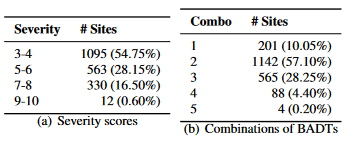 Severity # Sites
3-4 1095 (54.75%)
5-6 563 (28.15%)
7-8 330 (16.50%)
9-10 12 (0.60%)
(a) Severity scores
Combo # Sites
1 201 (10.05%)
2 1142 (57.10%)
3 565 (28.25%)
4 88 (4.40%)
5 4 (0.20%)
(b) Combinations of BADTs